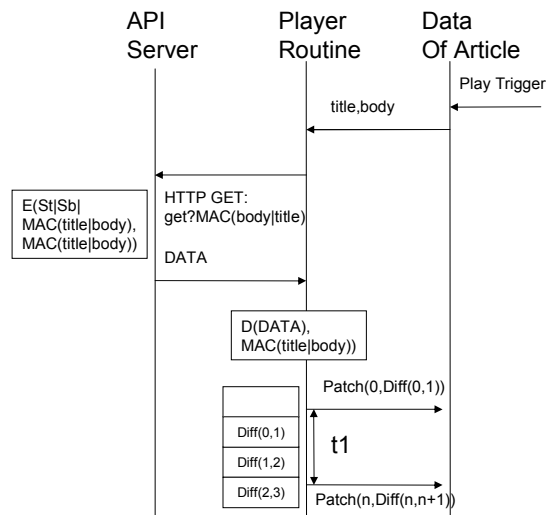 API
Server
Player
Routine
Data
Of Article
Play Trigger
title,body
HTTP GET:
get?MAC(body|title)
E(St|Sb|
MAC(title|body),
MAC(title|body))
DATA
D(DATA),
MAC(title|body))
Patch(0,Diff(0,1))
Diff(0,1)
t1
Diff(1,2)
Diff(2,3)
Patch(n,Diff(n,n+1))